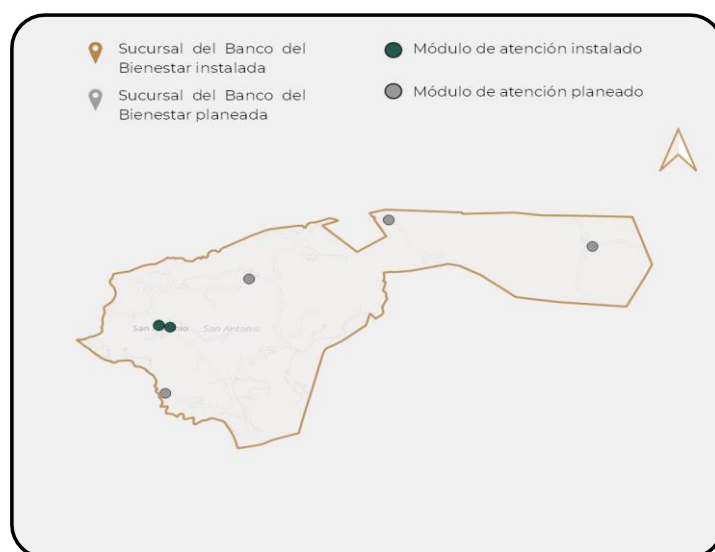 Sucursal del Banco del
Bienestar instalada
Sucursal del Banco del
Bienestar planeada
Módulo de atención instalado
Módulo de atención planeado
San Antonio